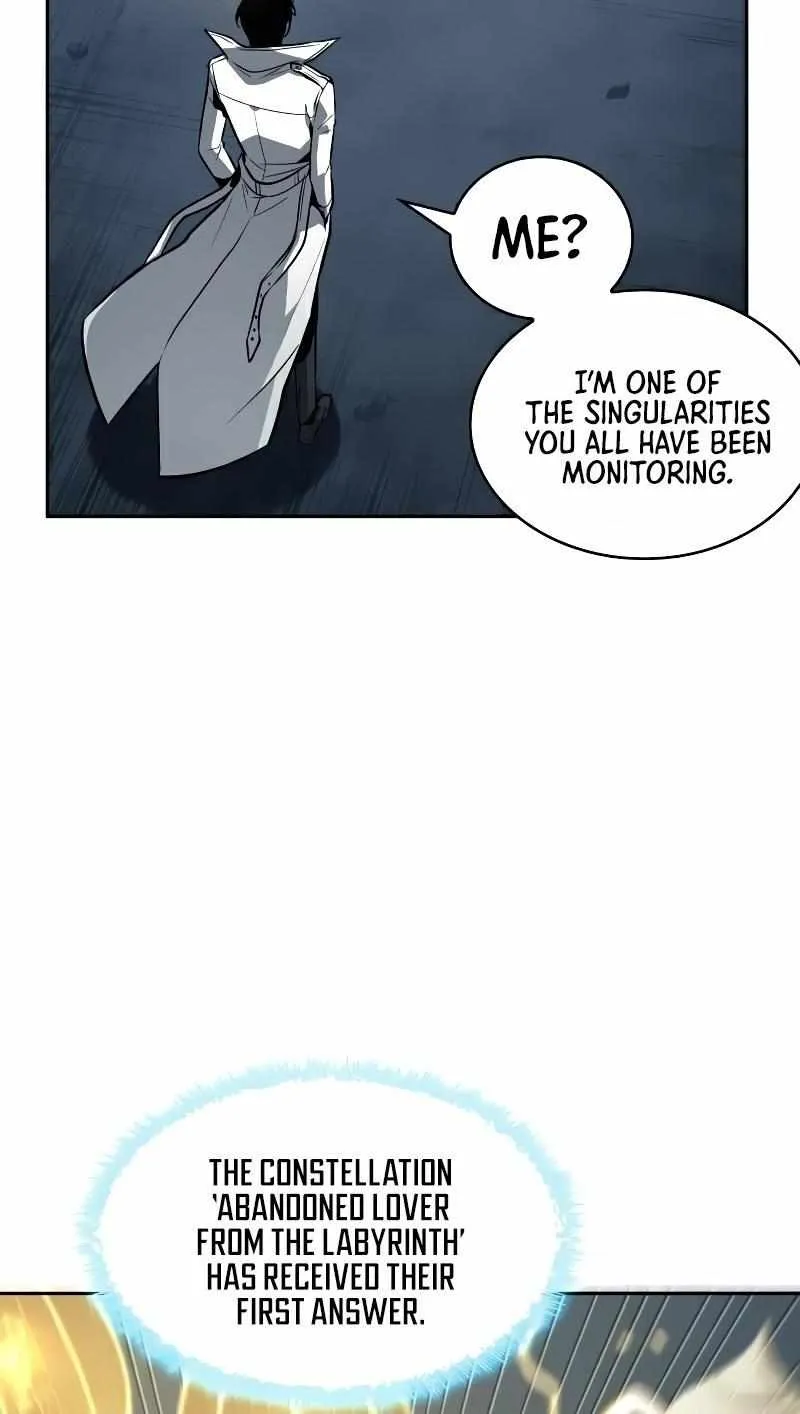 ME?
I'M ONE OF
THE SINGULARITIES
YOU ALL HAVE BEEN
MONITORING.
THE CONSTELLATION
'ABANDONED LOVER
FROM THE LABYRINTH'
HAS RECEIVED THEIR
FIRST ANSWER.